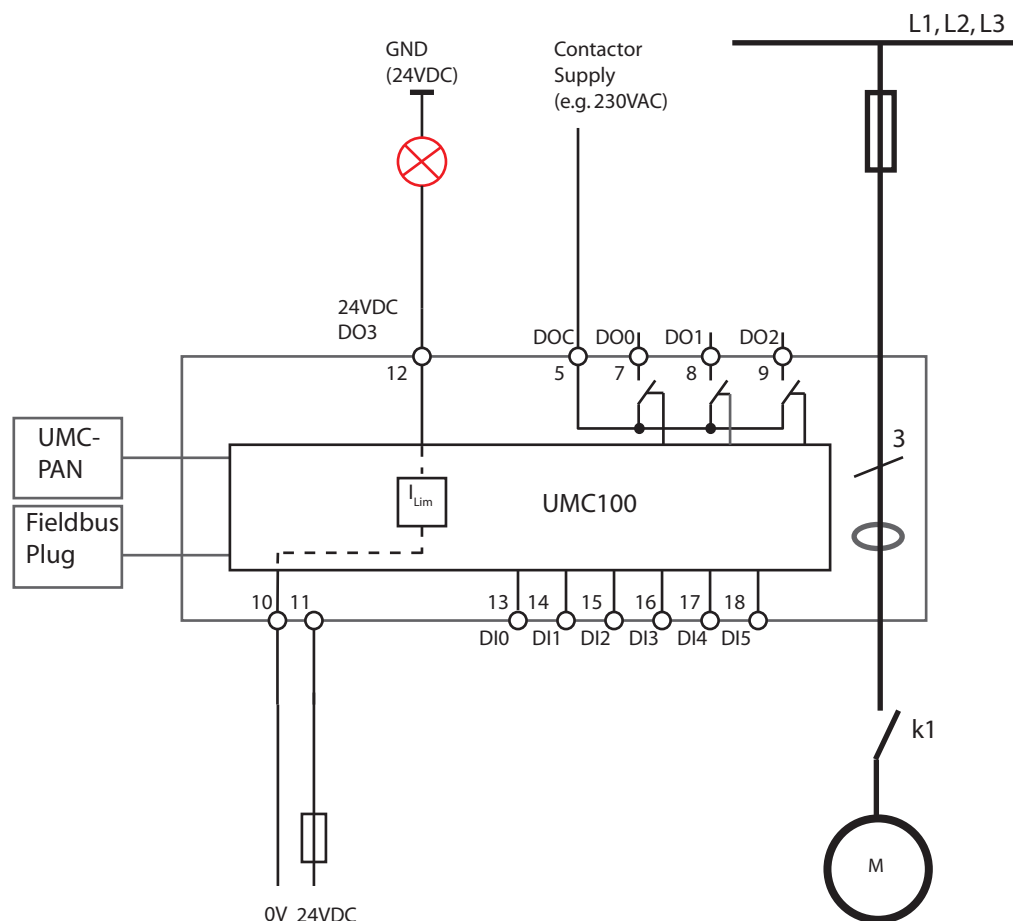 L1, L2, L3
GND
(24VDC)
Contactor
Supply
(e.g. 230VAC)
24VDC
DO3
DOC
DO0
DO1
DO2
12
5
7
8
9
3
UMC-
PAN
Fieldbus
Plug
ILim
UMC100
10
11
13
14
15
16
17
18
DI0
DI1
DI2
DI3
DI4
DI5
k1
M
0V
24VDC